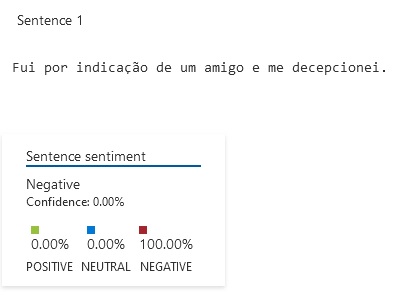 Sentence 1
Fui por indicação de um amigo e me decepcionei.
Sentence sentiment
Negative
Confidence: 0.00%
0.00% 0.00% 100.00%
POSITIVE NEUTRAL NEGATIVE